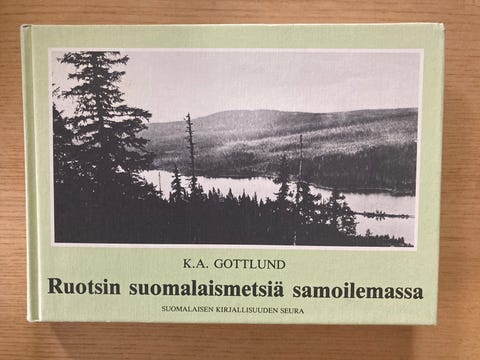 K.A. GOTTLUND
Ruotsin suomalaismetsiä samoilemassa
SUOMALAISEN KIRJALLISUUDEN SEURA